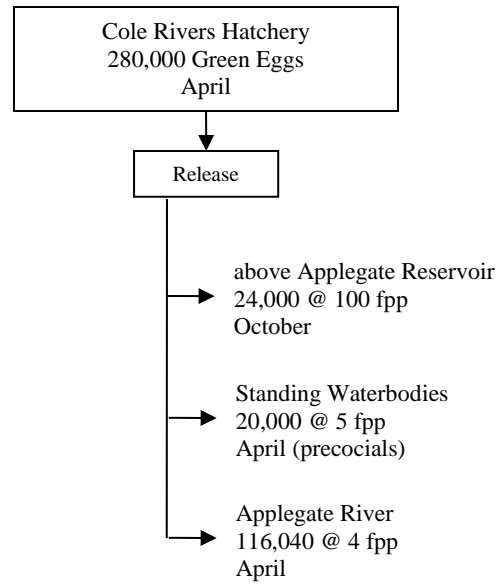 Cole Rivers Hatchery
280,000 Green Eggs
April
Release
above Applegate Reservoir
24,000 @ 100 fpp
October
Standing Waterbodies
20,000 @ 5 fpp
April (precocials)
Applegate River
116,040 @ 4 fpp
April